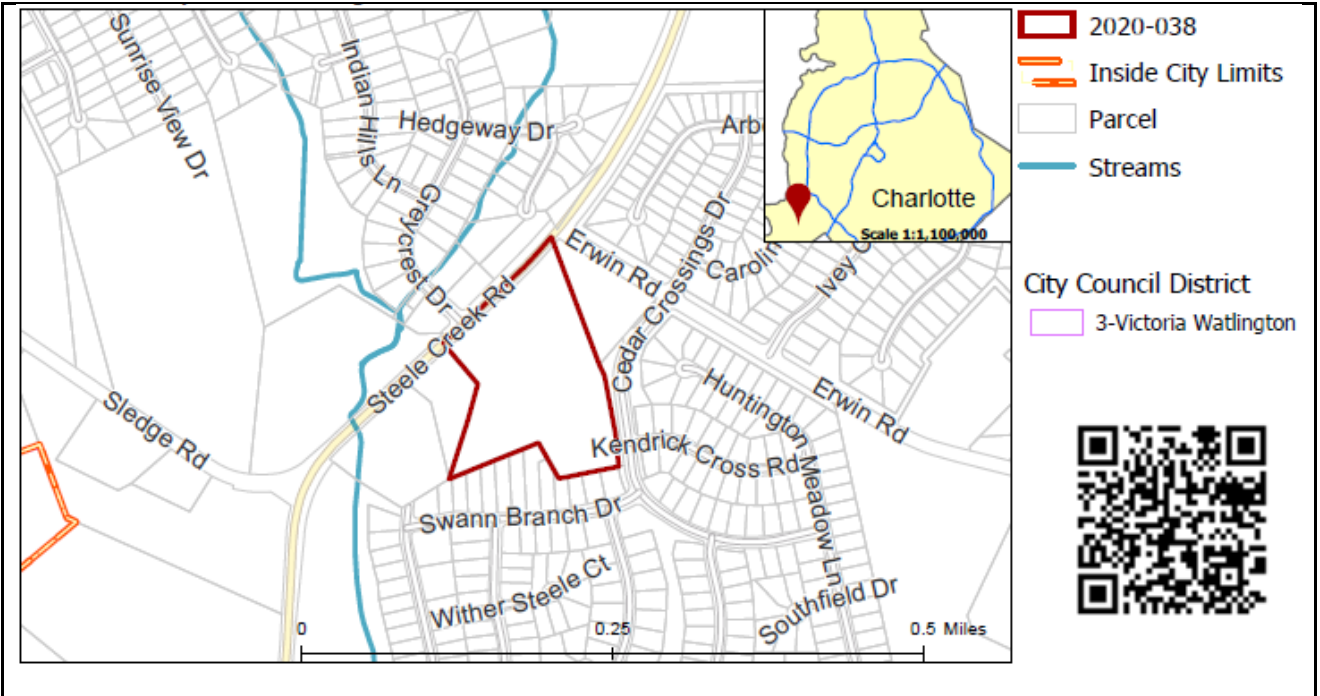 Sunrise View Dr
Indian Hills Ln
Hedgeway Dr
Greycrest Dr
Steele Creek Rd
Sledge Rd
Erwin Rd
Cedar Crossings Dr
Arb
Carolin
Ivey
Huntington Meadow Ln
Erwin Rd
Kendrick Cross Rd
Swann Branch Dr
Wither Steele Ct
Southfield Dr
0 0.25 0.5 Miles
Charlotte
Scale 1:1,100,000
2020-038
Inside City Limits
Parcel
Streams
City Council District
3-Victoria Watlington